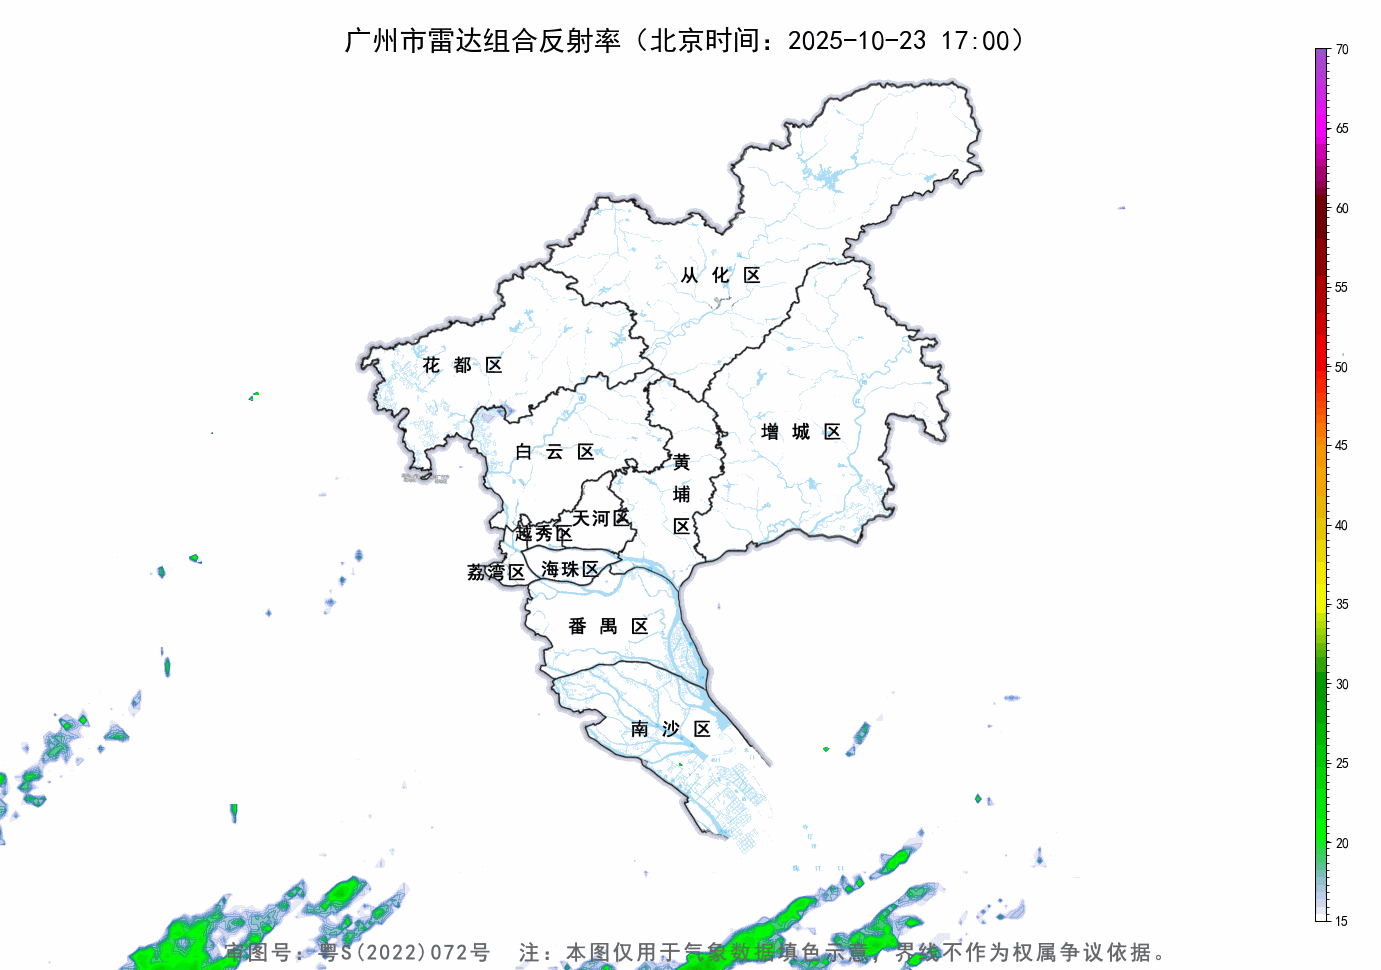 广州市雷达组合反射率（北京时间：2025-10-23 17:00）
70
65
60
55
50
45
40
35
30
25
20
15
从化区
花都区
增城区
白云区
黄埔区
天河区
越秀区
荔湾区
海珠区
番禺区
南沙区
审图号：粤S(2022)072号 注：本图仅用于气象数据填色示意，界线不作为权属争议依据。